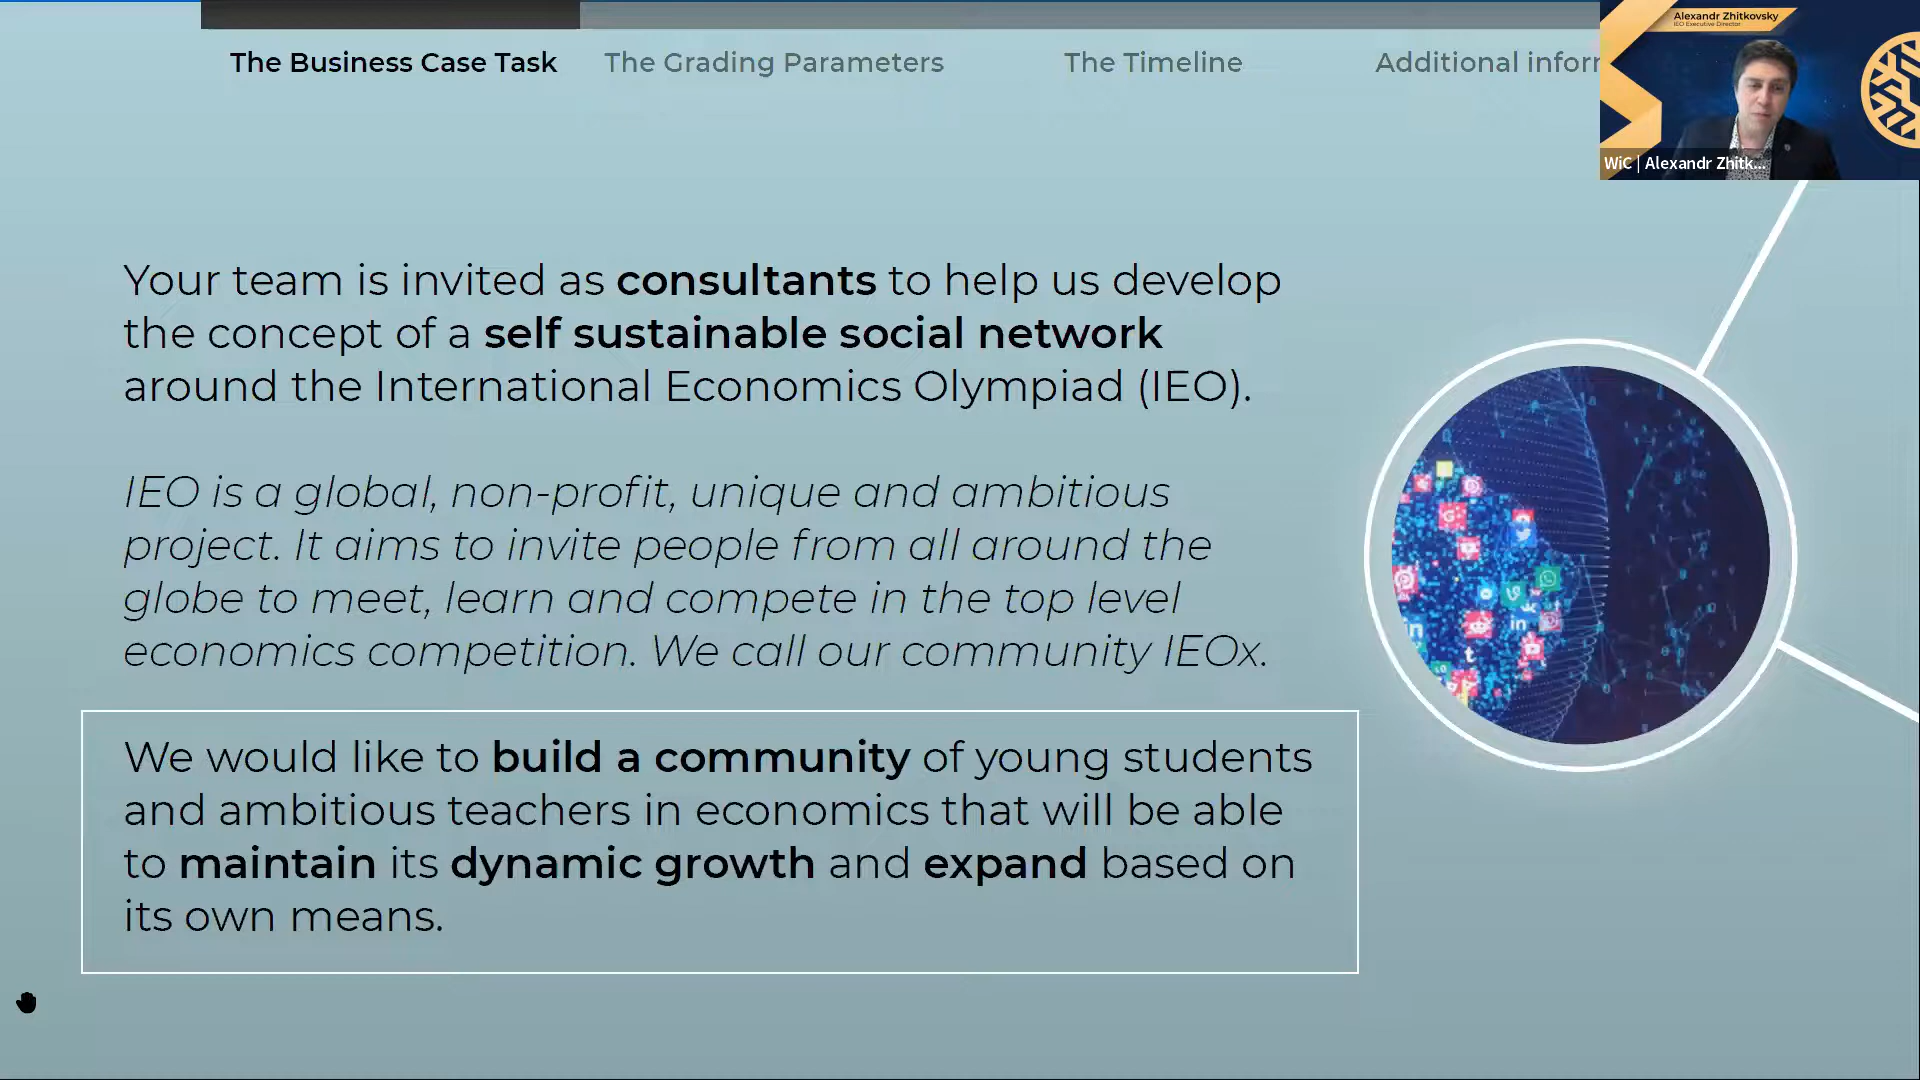 The Business Case Task
The Grading Parameters
The Timeline
Additional infor
Alexandr Zhitkovsky
IEO Executive Director
WiC | Alexandr Zhitk...
Your team is invited as consultants to help us develop
the concept of a self sustainable social network
around the International Economics Olympiad (IEO).
IEO is a global, non-profit, unique and ambitious
project. It aims to invite people from all around the
globe to meet, learn and compete in the top level
economics competition. We call our community IEOx.
We would like to build a community of young students
and ambitious teachers in economics that will be able
to maintain its dynamic growth and expand based on
its own means.